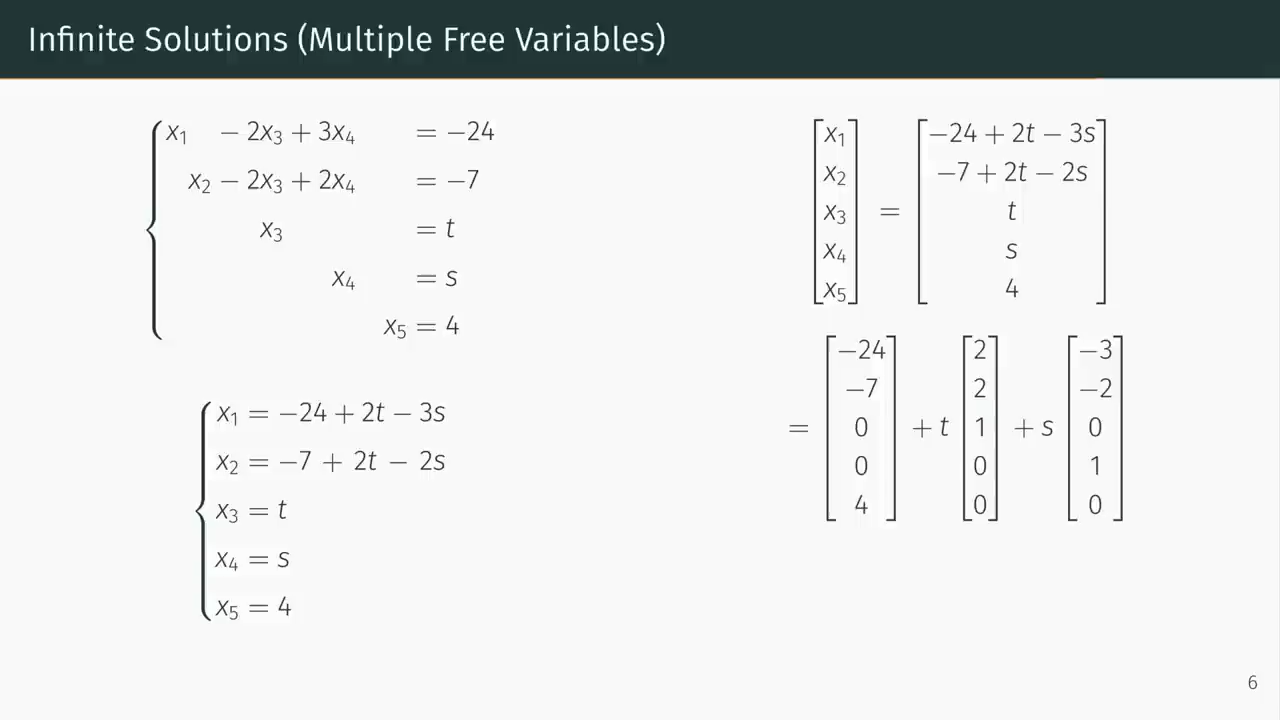 Infinite Solutions (Multiple Free Variables)
x₁ − 2x₃ + 3x₄ = −24
x₂ − 2x₃ + 2x₄ = −7
x₃ = t
x₄ = s
x₅ = 4
x₁ = −24 + 2t − 3s
x₂ = −7 + 2t − 2s
x₃ = t
x₄ = s
x₅ = 4
[x₁] [−24 + 2t − 3s]
[x₂] [−7 + 2t − 2s]
[x₃] = [t]
[x₄] [s]
[x₅] [4]
[−24] [2] [−3]
[−7] [2] [−2]
= [0] + t [1] + s [0]
[0] [0] [1]
[4] [0] [0]
6